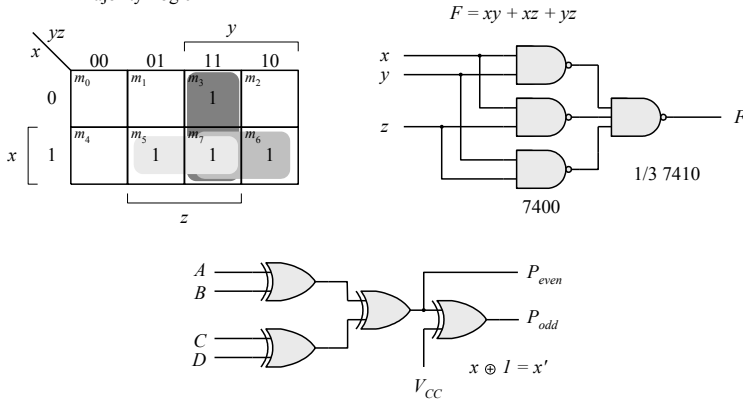 F = xy + xz + yz
yz
x
y
00 01 11 10
m0 m1 m3 m2
0
1
m4 m5 m7 m6
x
1
1 1 1
z
x
y
z
F
1/3 7410
7400
A
B
C
D
Peven
Podd
VCC
x ⊕ 1 = x′